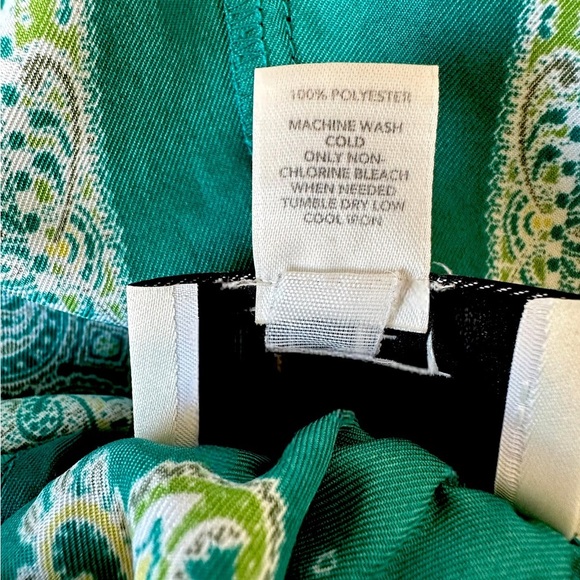 100% POLYESTER
MACHINE WASH
COLD
ONLY NON-
CHLORINE BLEACH
WHEN NEEDED
TUMBLE DRY LOW
COOL IRON